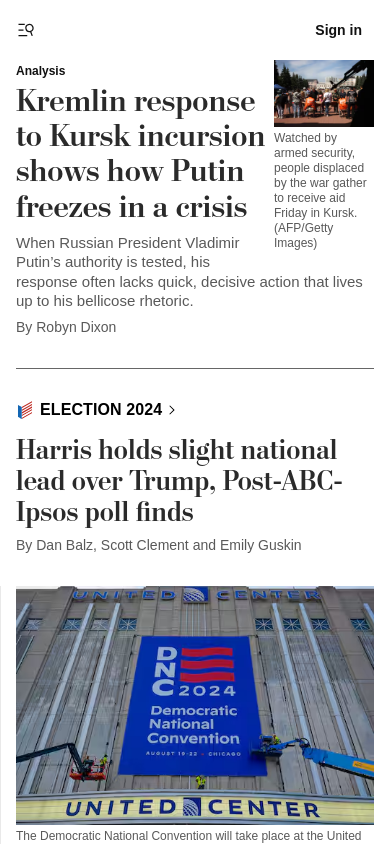 Sign in
Analysis
Kremlin response
to Kursk incursion
shows how Putin
freezes in a crisis
When Russian President Vladimir
Putin’s authority is tested, his
response often lacks quick, decisive action that lives
up to his bellicose rhetoric.
By Robyn Dixon
Watched by
armed security,
people displaced
by the war gather
to receive aid
Friday in Kursk.
(AFP/Getty
Images)
ELECTION 2024
Harris holds slight national
lead over Trump, Post-ABC-
Ipsos poll finds
By Dan Balz, Scott Clement and Emily Guskin
UNITED CENTER
DNC
2024
Democratic
National
Convention
AUGUST 19-22 • CHICAGO
UNITED CENTER
The Democratic National Convention will take place at the United